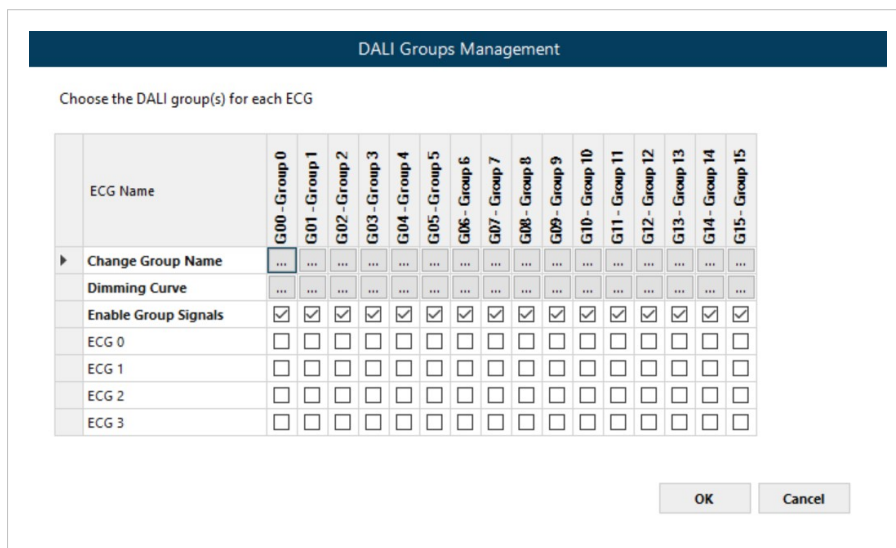 DALI Groups Management
Choose the DALI group(s) for each ECG
ECG Name
G00 - Group 0
G01 - Group 1
G02 - Group 2
G03 - Group 3
G04 - Group 4
G05 - Group 5
G06 - Group 6
G07 - Group 7
G08 - Group 8
G09 - Group 9
G10 - Group 10
G11 - Group 11
G12 - Group 12
G13 - Group 13
G14 - Group 14
G15 - Group 15
Change Group Name ... ... ... ... ... ... ... ... ... ... ... ... ... ... ... ...
Dimming Curve ... ... ... ... ... ... ... ... ... ... ... ... ... ... ... ...
Enable Group Signals
ECG 0
ECG 1
ECG 2
ECG 3
OK Cancel